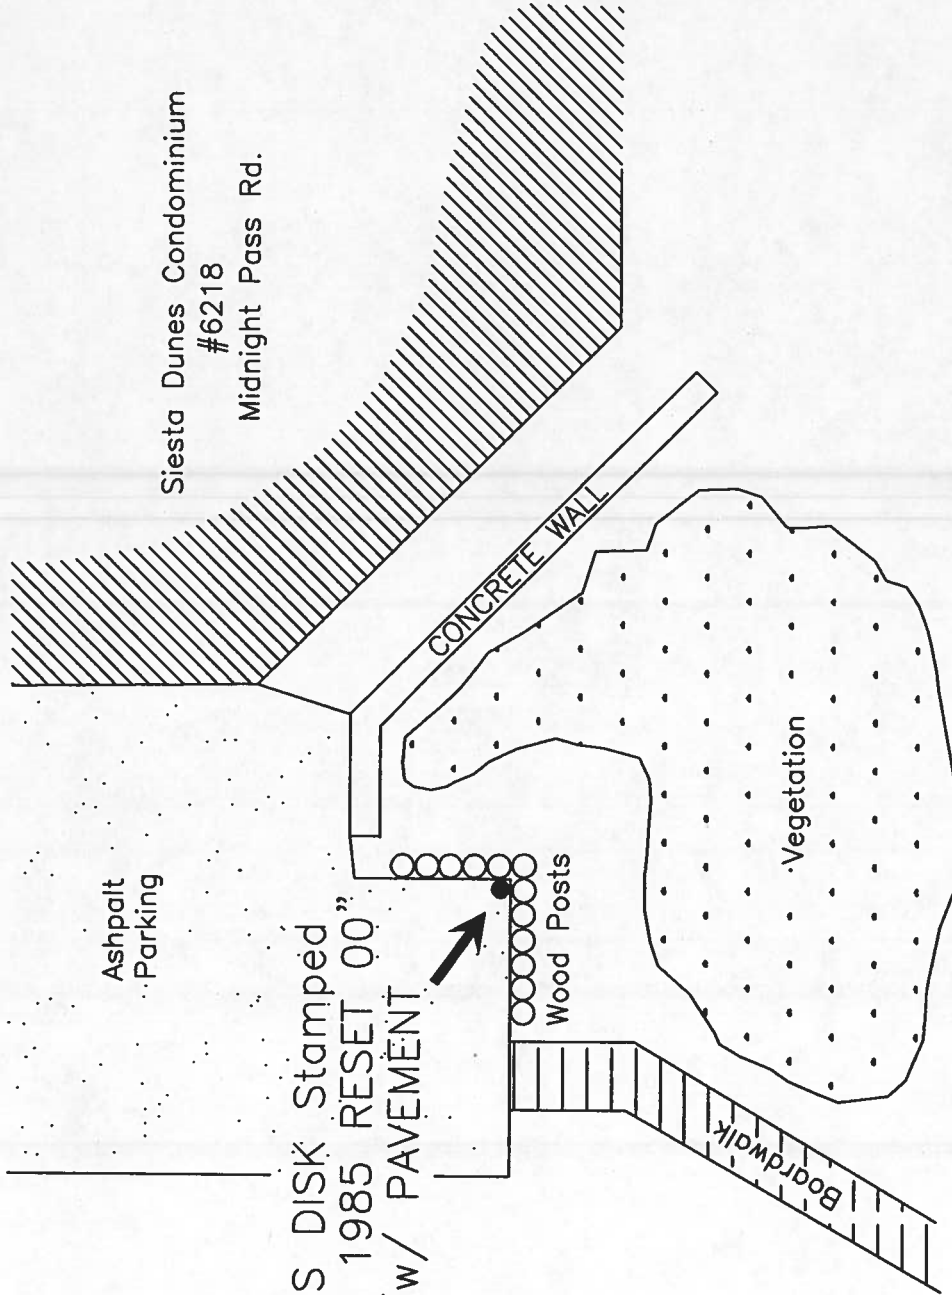 Siesta Dunes Condominium
#6218
Midnight Pass Rd.
Ashpalt
Parking
CONCRETE WALL
S DISK Stamped
1985 RESET 00"
w/ PAVEMENT
Wood Posts
Vegetation
Boardwalk